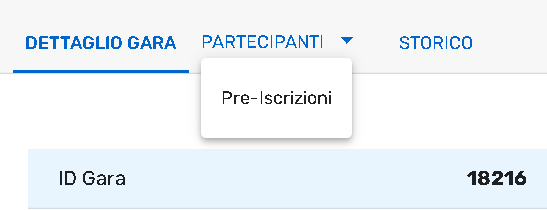 DETTAGLIO GARA PARTECIPANTI STORICO
Pre-Iscrizioni
ID Gara 18216